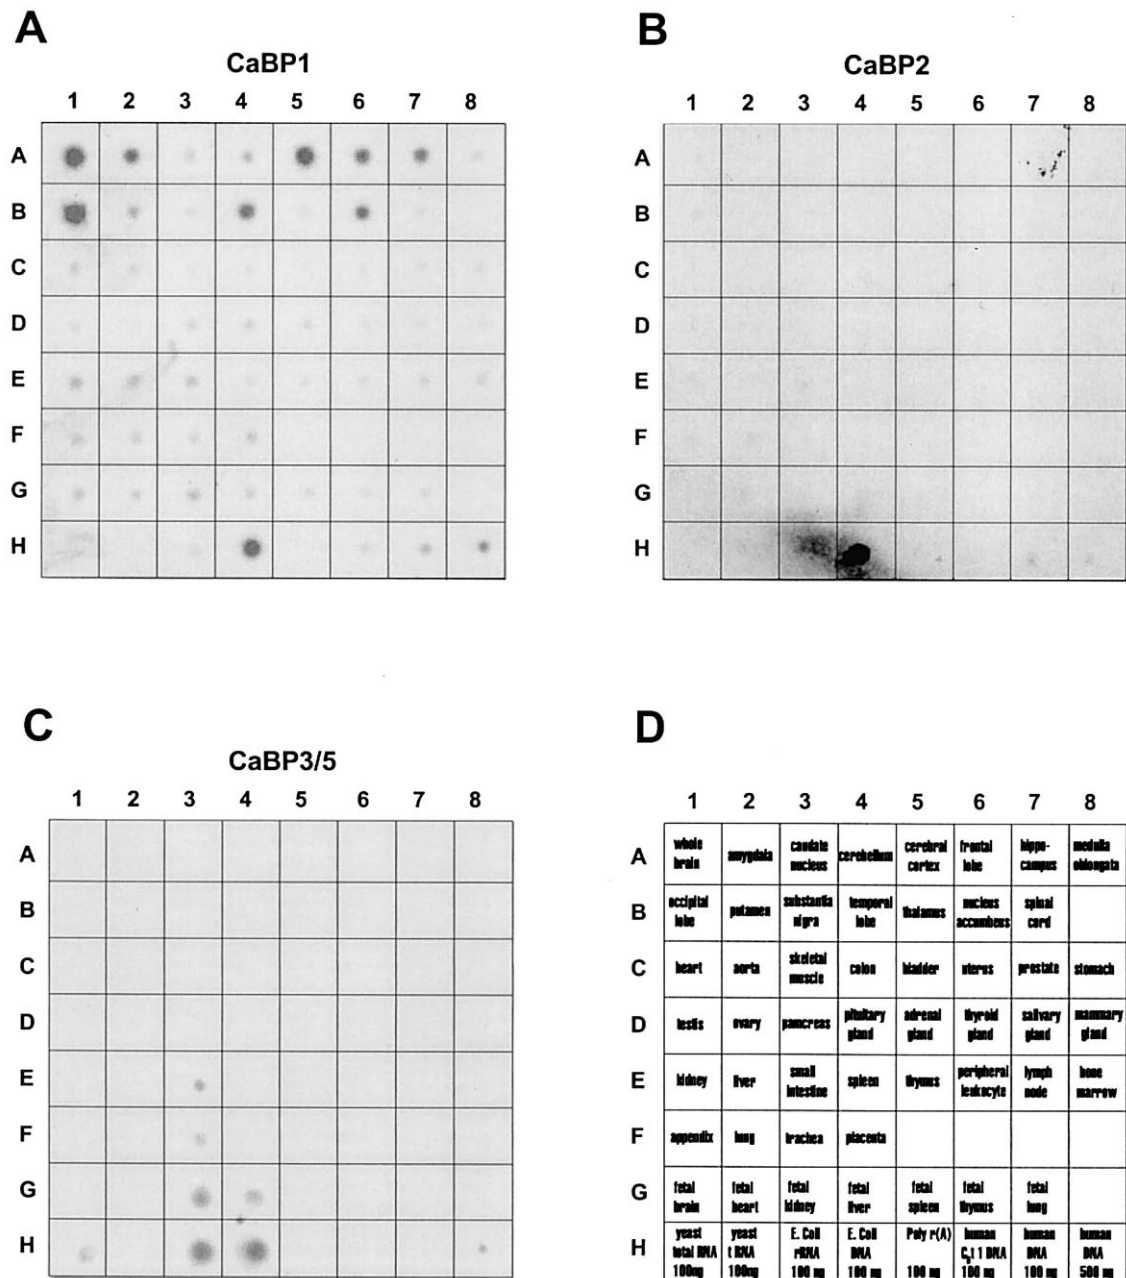 A
CaBP1
1 2 3 4 5 6 7 8
A
B
C
D
E
F
G
H
B
CaBP2
1 2 3 4 5 6 7 8
A
B
C
D
E
F
G
H
C
CaBP3/5
1 2 3 4 5 6 7 8
A
B
C
D
E
F
G
H
D
1 2 3 4 5 6 7 8
A
whole brain
amygdala
caudate nucleus
cerebellum
cerebral cortex
frontal lobe
hippo-campus
medulla oblongata
B
occipital lobe
putamen
substantia nigra
temporal lobe
thalamus
nucleus accumbens
spinal cord
C
heart
aorta
skeletal muscle
colon
bladder
uterus
prostate
stomach
D
testis
ovary
pancreas
pituitary gland
adrenal gland
thyroid gland
salivary gland
mammary gland
E
kidney
liver
small intestine
spleen
thymus
peripheral leukocyte
lymph node
bone marrow
F
appendix
lung
trachea
placenta
G
fetal brain
fetal heart
fetal kidney
fetal liver
fetal spleen
fetal thymus
fetal lung
H
yeast total RNA 100ng
yeast t RNA 100ng
E. Coli rRNA 100 ng
E. Coli DNA 100 ng
Poly r(A) 100 ng
human C₀t 1 DNA 100 ng
human DNA 100 ng
human DNA 500 ng